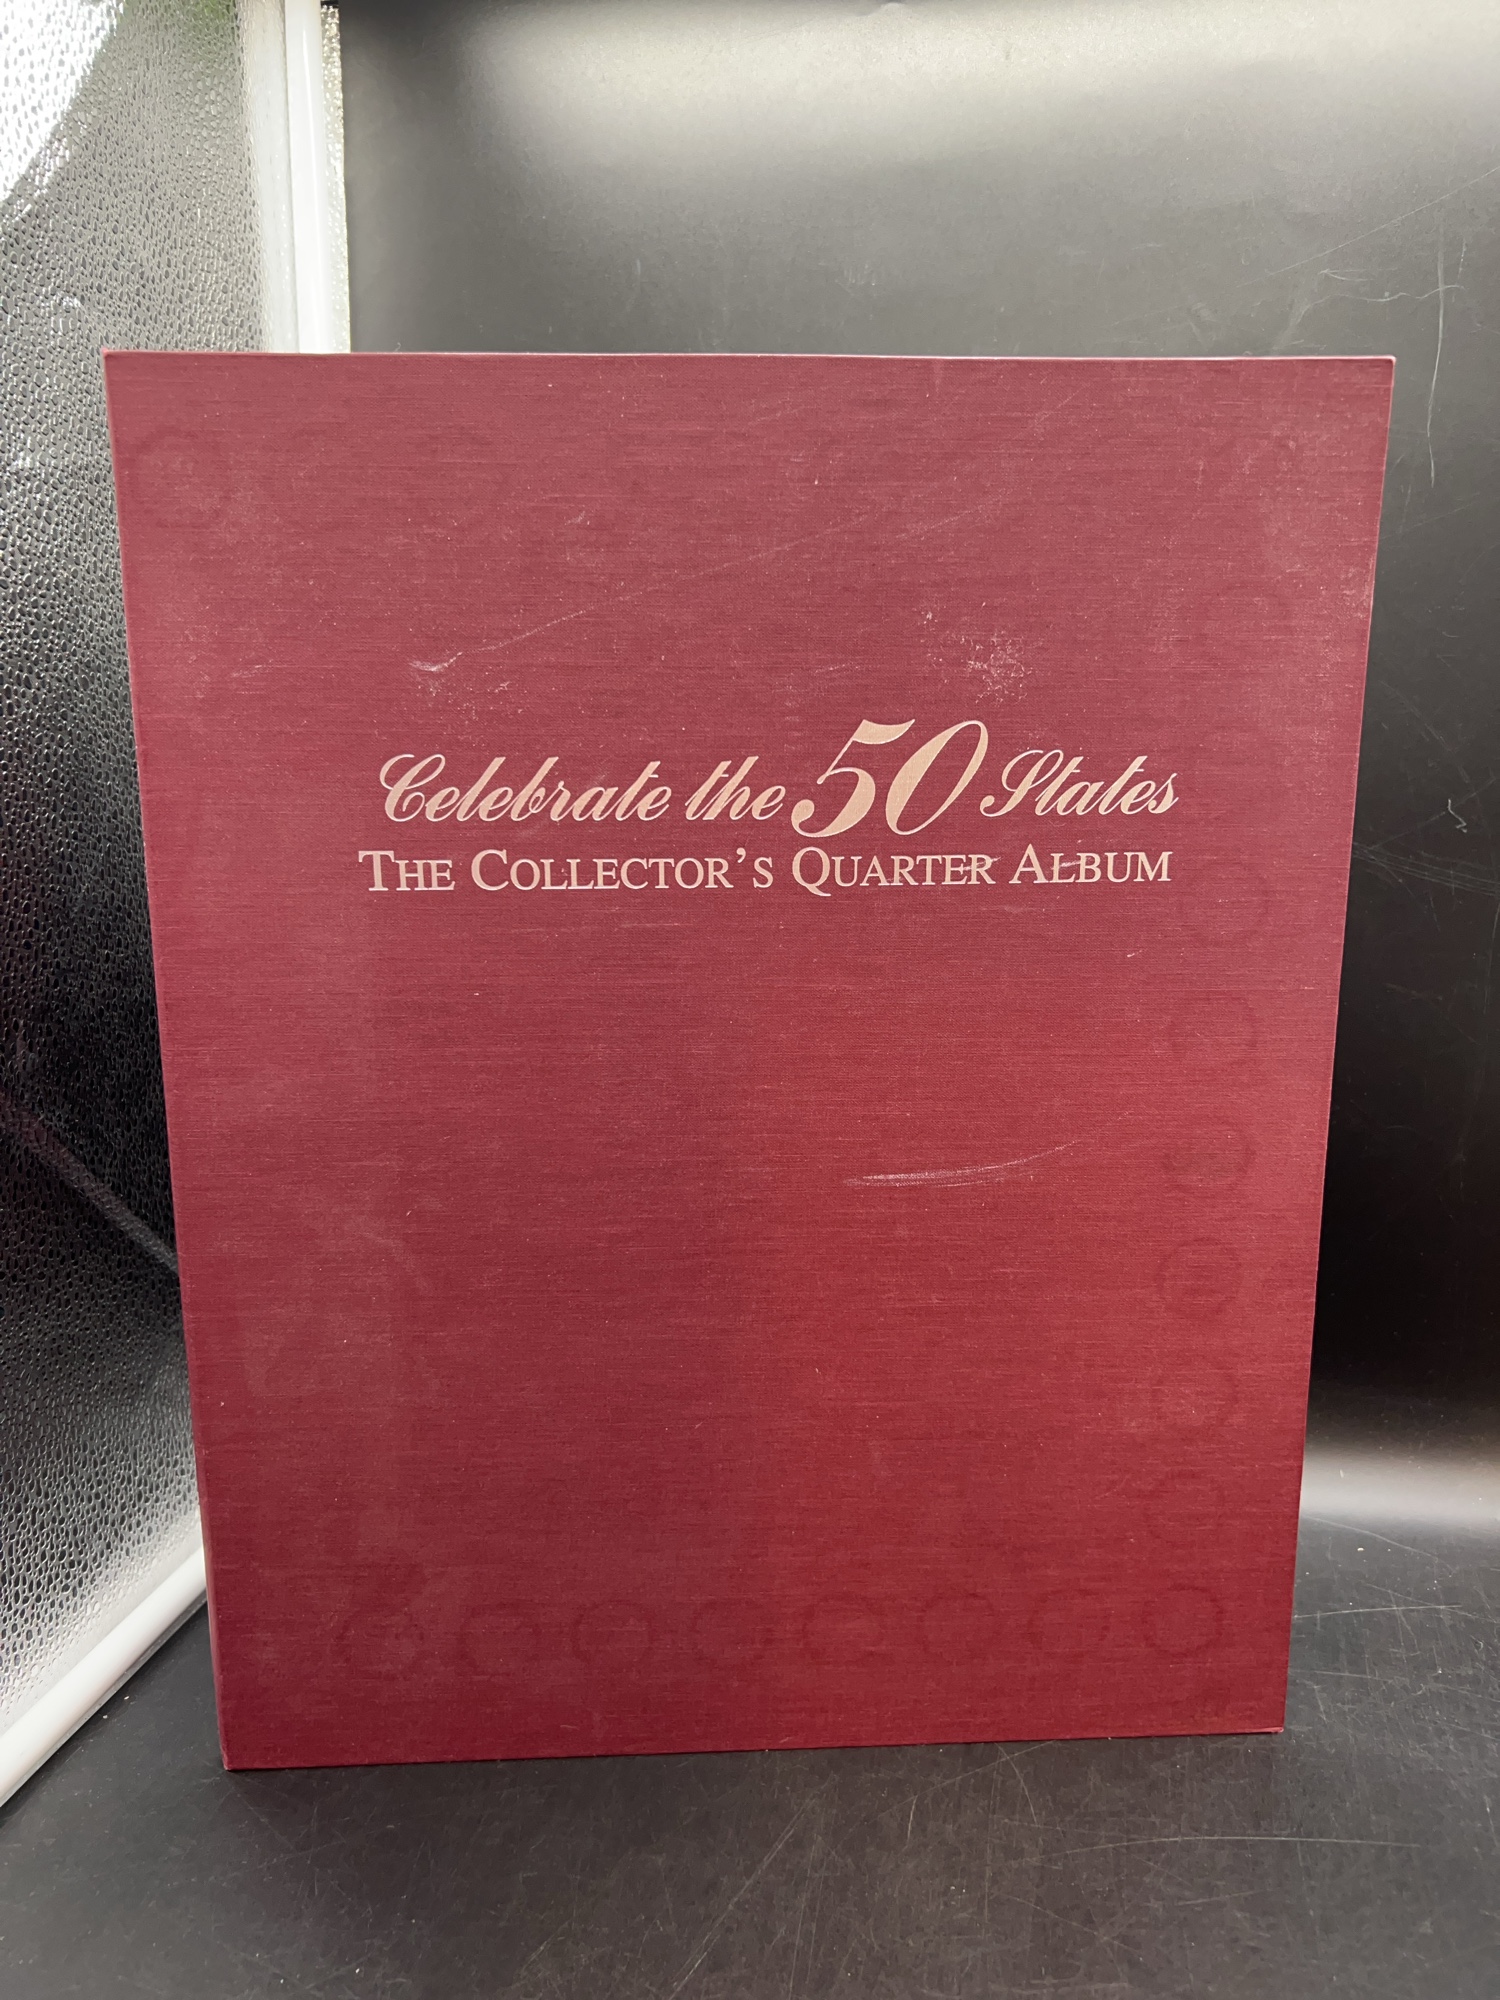 Celebrate the 50 States
THE COLLECTOR'S QUARTER ALBUM